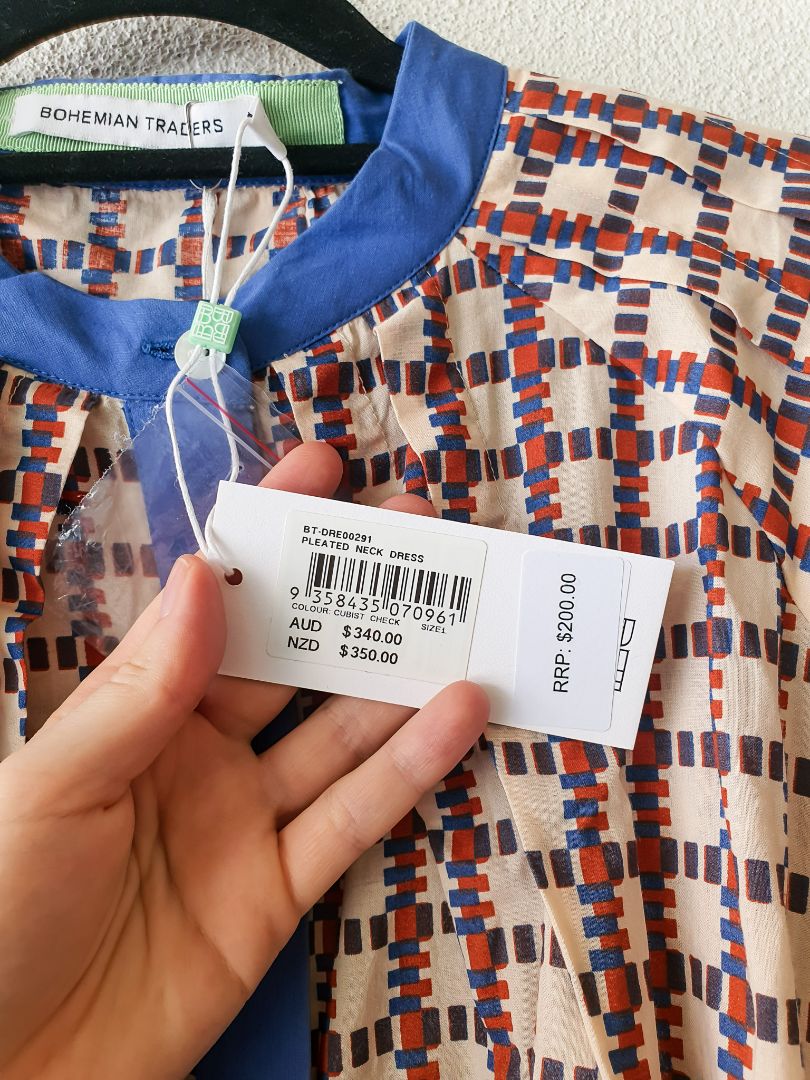 BOHEMIAN TRADERS
BT-DRE00291
PLEATED NECK DRESS
9 358435 070961
COLOUR: CUBIST CHECK SIZE1
AUD $340.00
NZD $350.00
RRP: $200.00